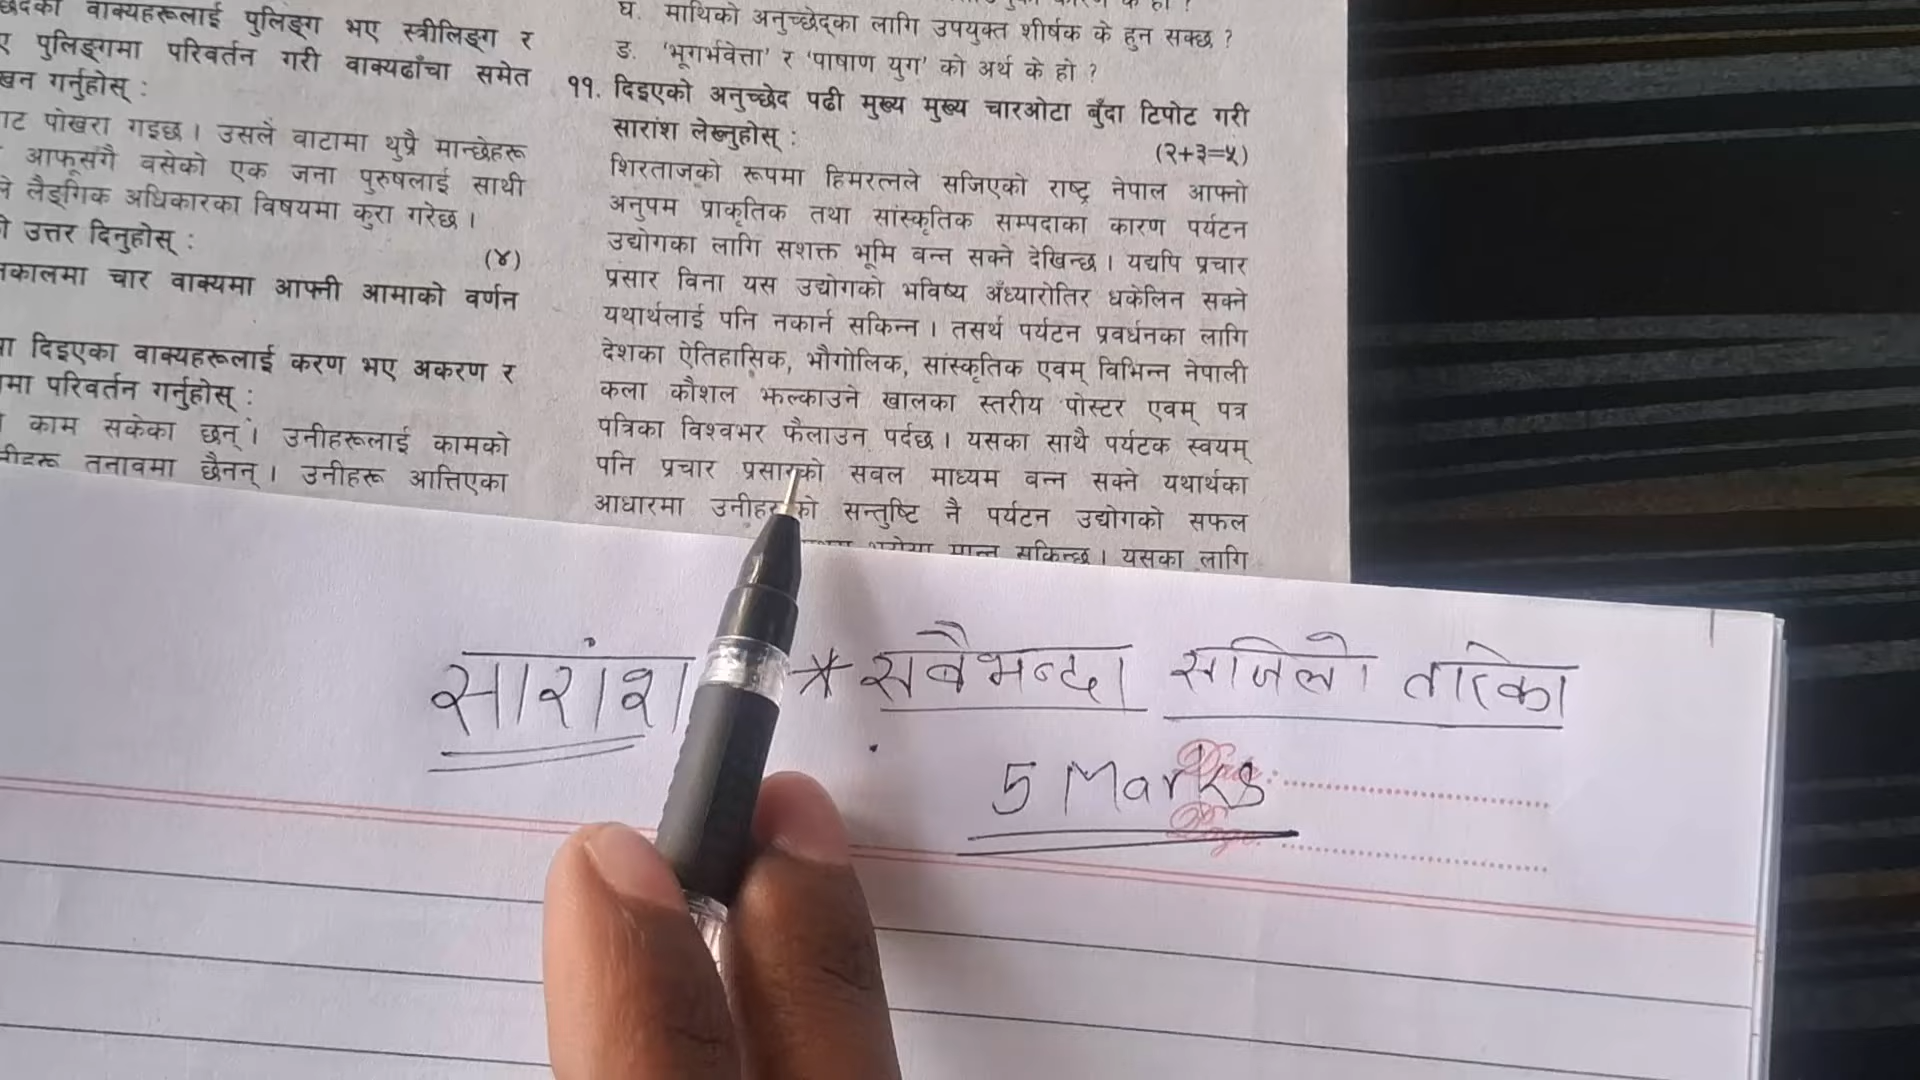 वाक्यहरूलाई पुलिङ्ग भए स्त्रीलिङ्ग र
पुलिङ्गमा परिवर्तन गरी वाक्यढाँचा समेत
गर्नुहोस् :
पोखरा गइछ । उसले वाटामा थुप्रै मान्छेहरू
आफूसँगै वसेको एक जना पुरुषलाई साथी
लैङ्गिक अधिकारका विषयमा कुरा गरेछ ।
उत्तर दिनुहोस् :
(४)
चार वाक्यमा आफ्नी आमाको वर्णन
दिइएका वाक्यहरूलाई करण भए अकरण र
परिवर्तन गर्नुहोस् :
काम सकेका छन् । उनीहरूलाई कामको
तनावमा छैनन् । उनीहरू आत्तिएका
घ. माथिको अनुच्छेद्का लागि उपयुक्त शीर्षक के हुन सक्छ ?
ङ. 'भूगर्भवेत्ता' र 'पाषाण युग' को अर्थ के हो ?
११. दिइएको अनुच्छेद पढी मुख्य मुख्य चारओटा बुँदा टिपोट गरी
सारांश लेख्नुहोस् :
(२+३=५)
शिरताजको रूपमा हिमरत्नले सजिएको राष्ट्र नेपाल आफ्नो
अनुपम प्राकृतिक तथा सांस्कृतिक सम्पदाका कारण पर्यटन
उद्योगका लागि सशक्त भूमि वन्न सक्ने देखिन्छ । यद्यपि प्रचार
प्रसार विना यस उद्योगको भविष्य अँध्यारोतिर धकेलिन सक्ने
यथार्थलाई पनि नकार्न सकिन्न । तसर्थ पर्यटन प्रवर्धनका लागि
देशका ऐतिहासिक, भौगोलिक, सांस्कृतिक एवम् विभिन्न नेपाली
कला कौशल झल्काउने खालका स्तरीय पोस्टर एवम् पत्र
पत्रिका विश्वभर फैलाउन पर्दछ । यसका साथै पर्यटक स्वयम्
पनि प्रचार प्रसारको सवल माध्यम वन्न सक्ने यथार्थका
आधारमा उनीहरूको सन्तुष्टि नै पर्यटन उद्योगको सफल
मान्न सकिन्छ । यसका लागि
सारांश * सबैभन्दा सजिलो तरिका
5 Marks